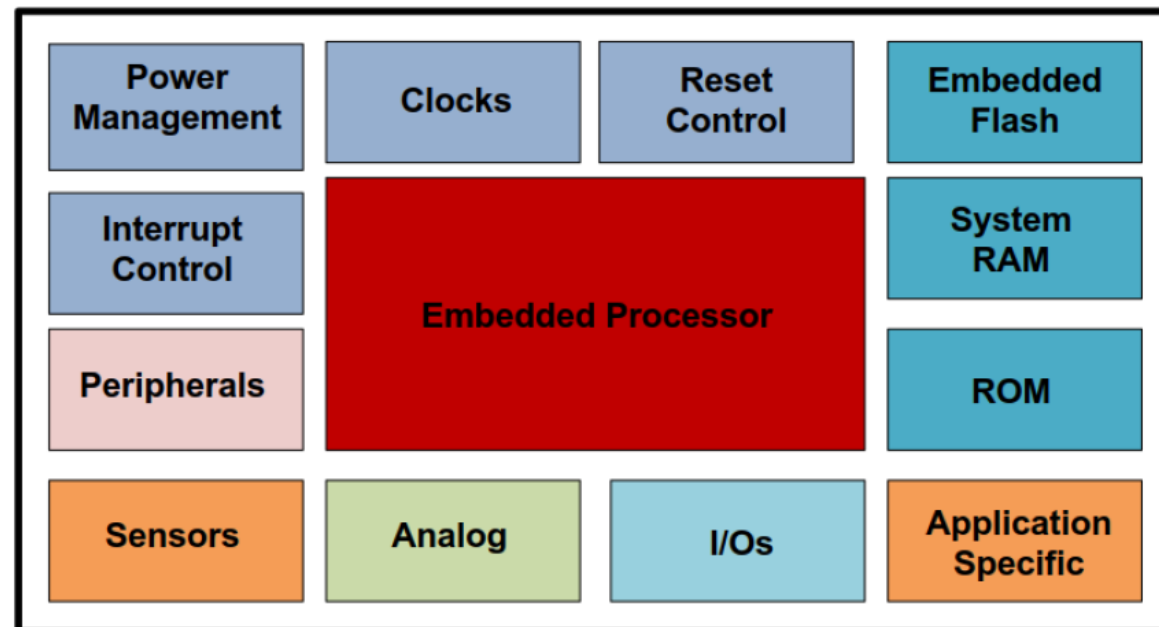 Power
Management
Clocks
Reset
Control
Embedded
Flash
Interrupt
Control
Embedded Processor
System
RAM
Peripherals
ROM
Sensors
Analog
I/Os
Application
Specific